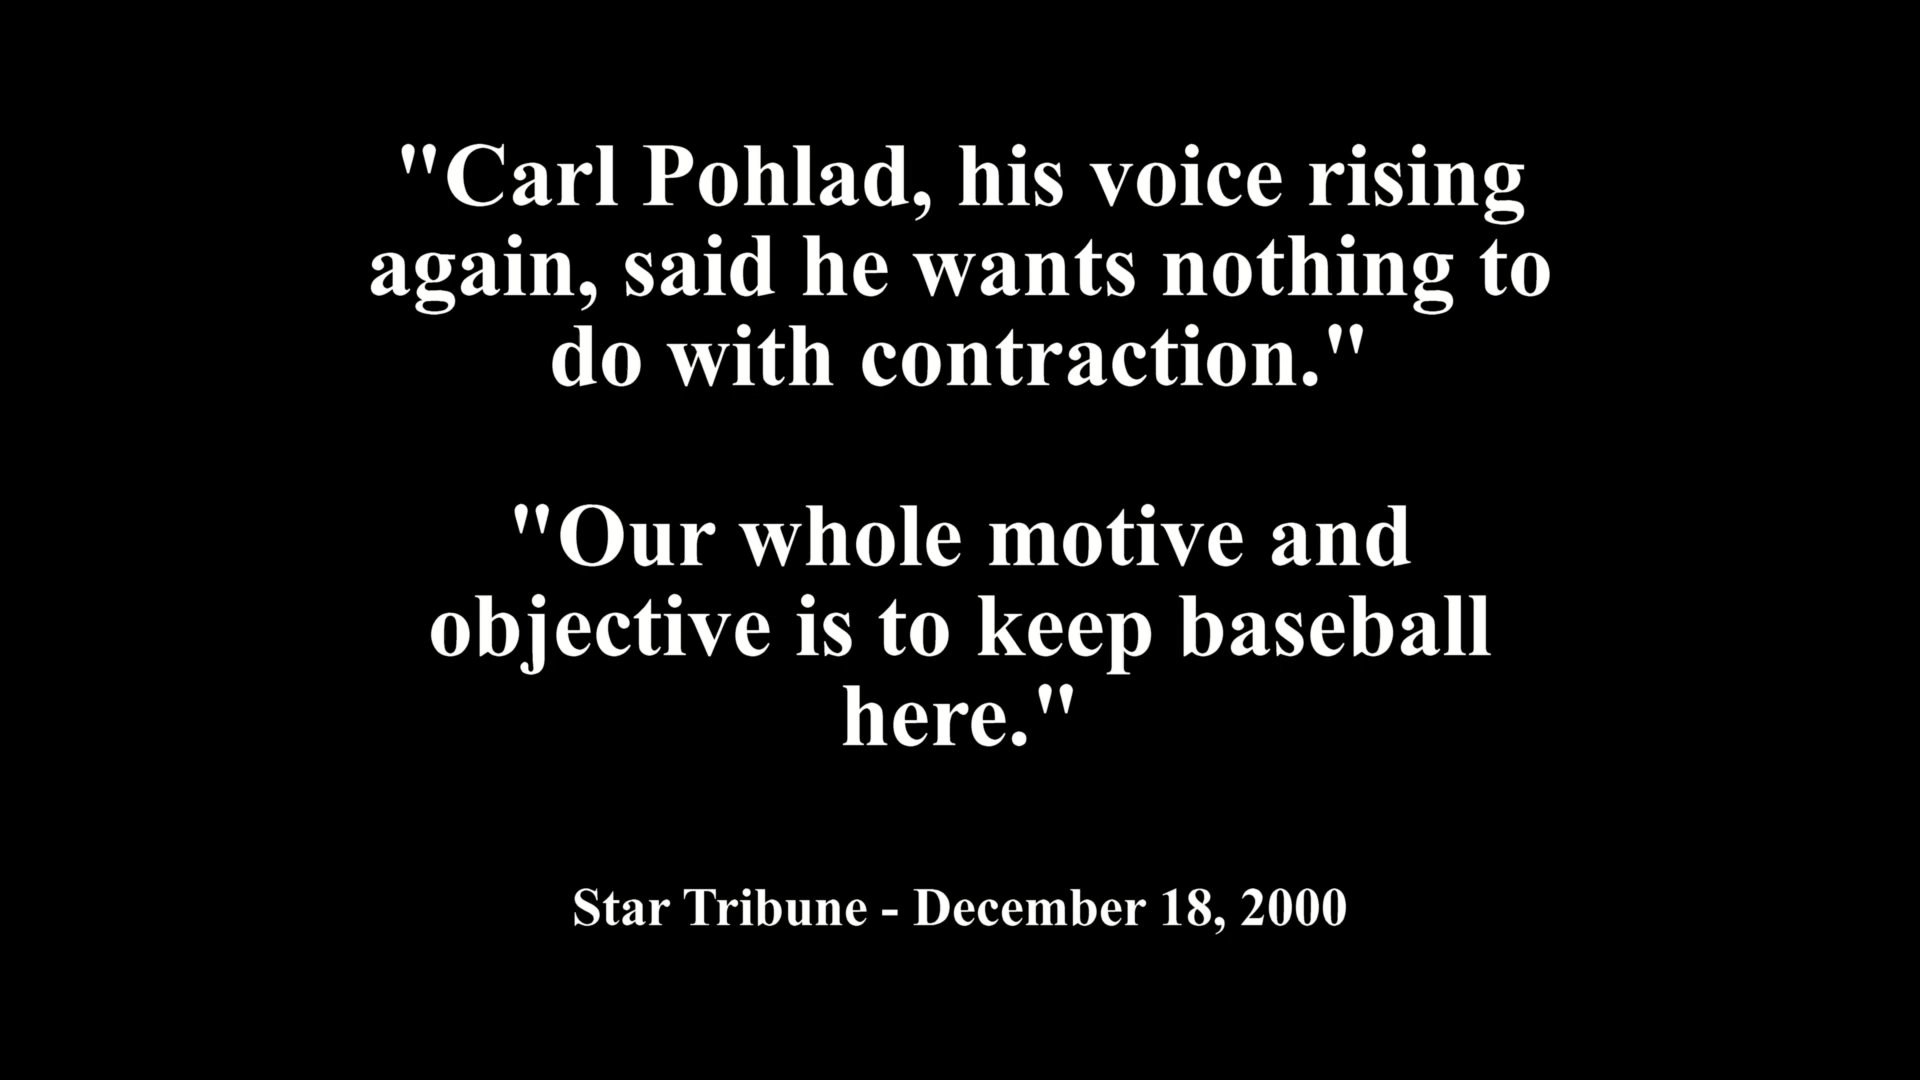 "Carl Pohlad, his voice rising
again, said he wants nothing to
do with contraction."
"Our whole motive and
objective is to keep baseball
here."
Star Tribune - December 18, 2000